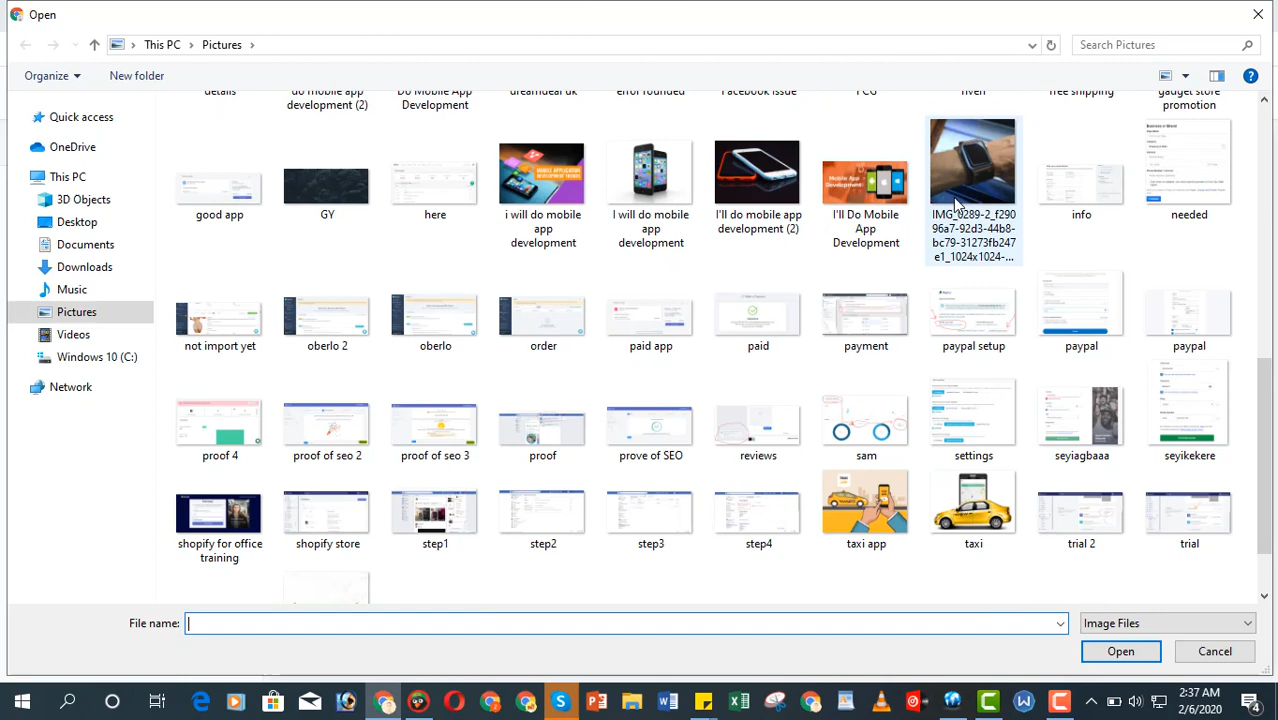 Open
This PC
Pictures
Search Pictures
Organize
New folder
details
do mobile app
development (2)
Do Mobile App
Development
dreamdear uk
error founded
Facebook issue
FCG
free shipping
gadget store
promotion
Quick access
OneDrive
This PC
3D Objects
Desktop
Documents
Downloads
Music
Pictures
Videos
Windows 10 (C:)
Network
good app
GY
here
i will do mobile
app
development
I will do mobile
app
development
I'll do mobile app
development (2)
I'll Do Mobile
App
Development
IMG_0289-2_f290
96a7-92d3-44b8-
bc79-31273fb247
e1_1024x1024-...
info
needed
not import yet
oberlo 2
oberlo
order
paid app
paid
payment
paypal setup
paypal
paypal
proof 4
proof of seo 2
proof of seo 3
proof
prove of SEO
reviews
sam
settings
seyiagbaaa
seyikekere
shopify for office
training
shopify store
step1
step2
step3
step4
taxi app
taxi
trial 2
trial
File name:
Image Files
Open
Cancel
2:37 AM
2/6/2020